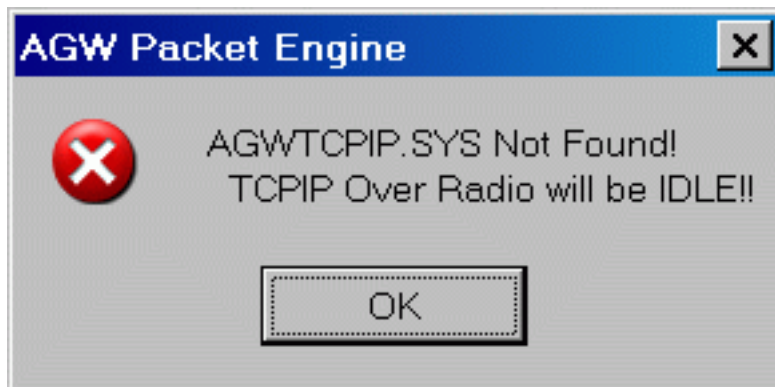 AGW Packet Engine
AGWTCPIP.SYS Not Found!
TCPIP Over Radio will be IDLE!!
OK